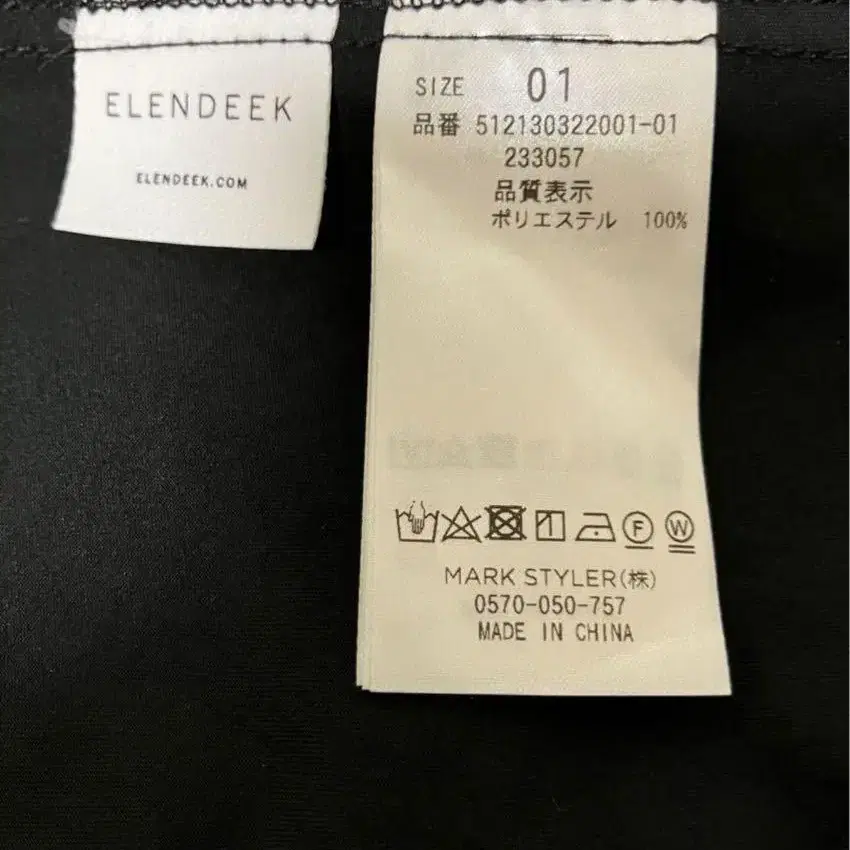 ELENDEEK
ELENDEEK.COM
SIZE 01
品番 512130322001-01
233057
品質表示
ポリエステル 100%
F W
MARK STYLER(株)
0570-050-757
MADE IN CHINA